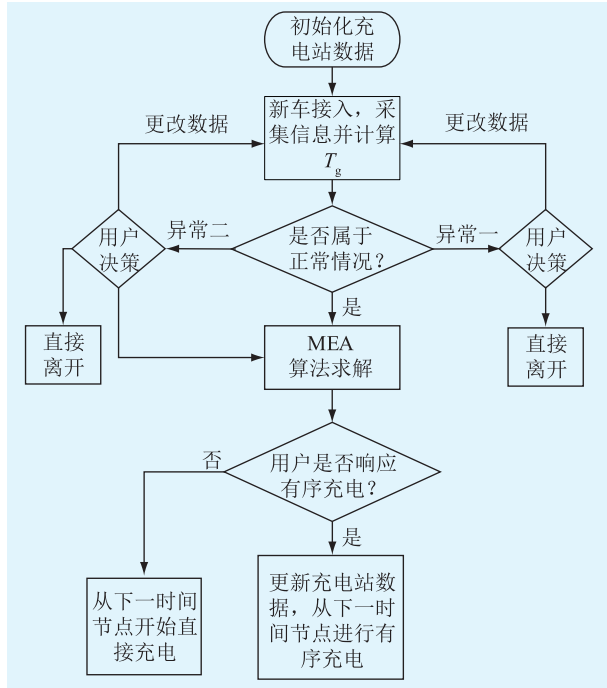 初始化充
电站数据
新车接入，采
集信息并计算
Tg
更改数据
更改数据
异常二
是否属于
正常情况？
异常一
用户
决策
用户
决策
是
直接
离开
MEA
算法求解
直接
离开
否
用户是否响应
有序充电？
是
从下一时间
节点开始直
接充电
更新充电站数
据，从下一时
间节点进行有
序充电